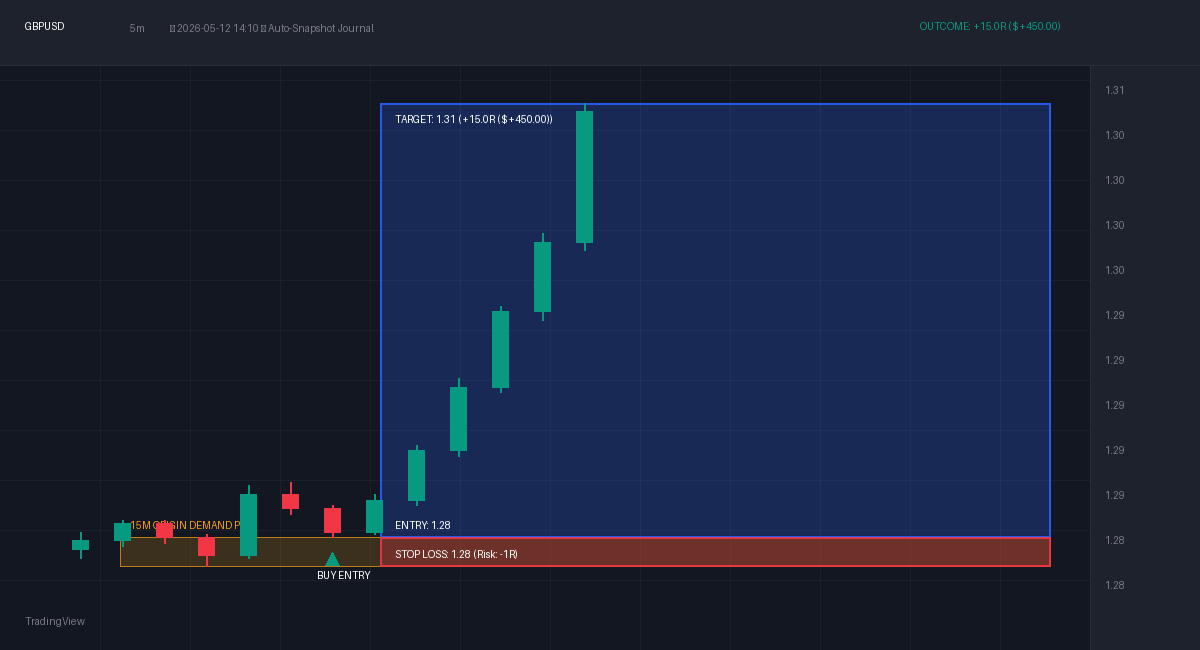 GBPUSD
5m
2026-05-12 14:10 Auto-Snapshot Journal
OUTCOME: +15.0R ($+450.00)
TARGET: 1.31 (+15.0R ($+450.00))
15M ORIGIN DEMAND P
ENTRY: 1.28
STOP LOSS: 1.28 (Risk: -1R)
BUY ENTRY
1.31
1.30
1.30
1.30
1.30
1.29
1.29
1.29
1.29
1.29
1.28
1.28
TradingView